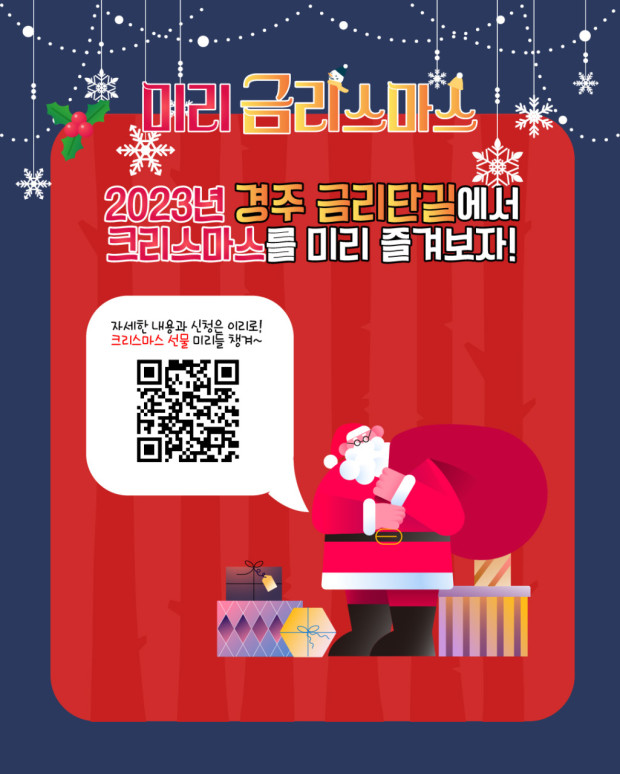 미리 금리스마스
2023년 경주 금리단길에서
크리스마스를 미리 즐겨보자!
자세한 내용과 신청은 이리로!
크리스마스 선물 미리들 챙겨~